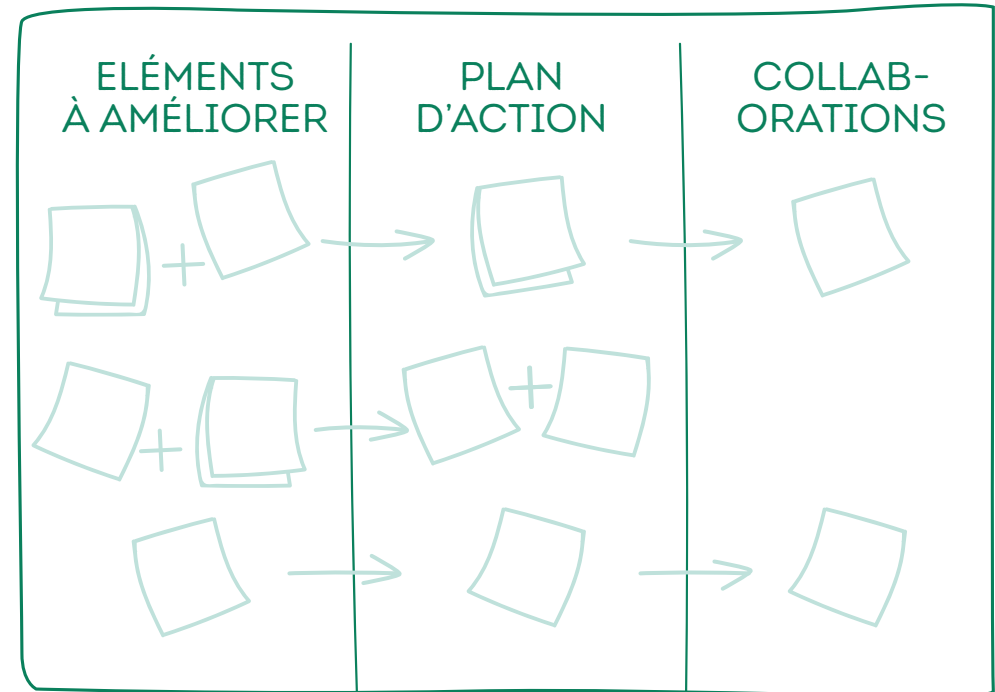 ELÉMENTS
À AMÉLIORER
PLAN
D'ACTION
COLLAB-
ORATIONS